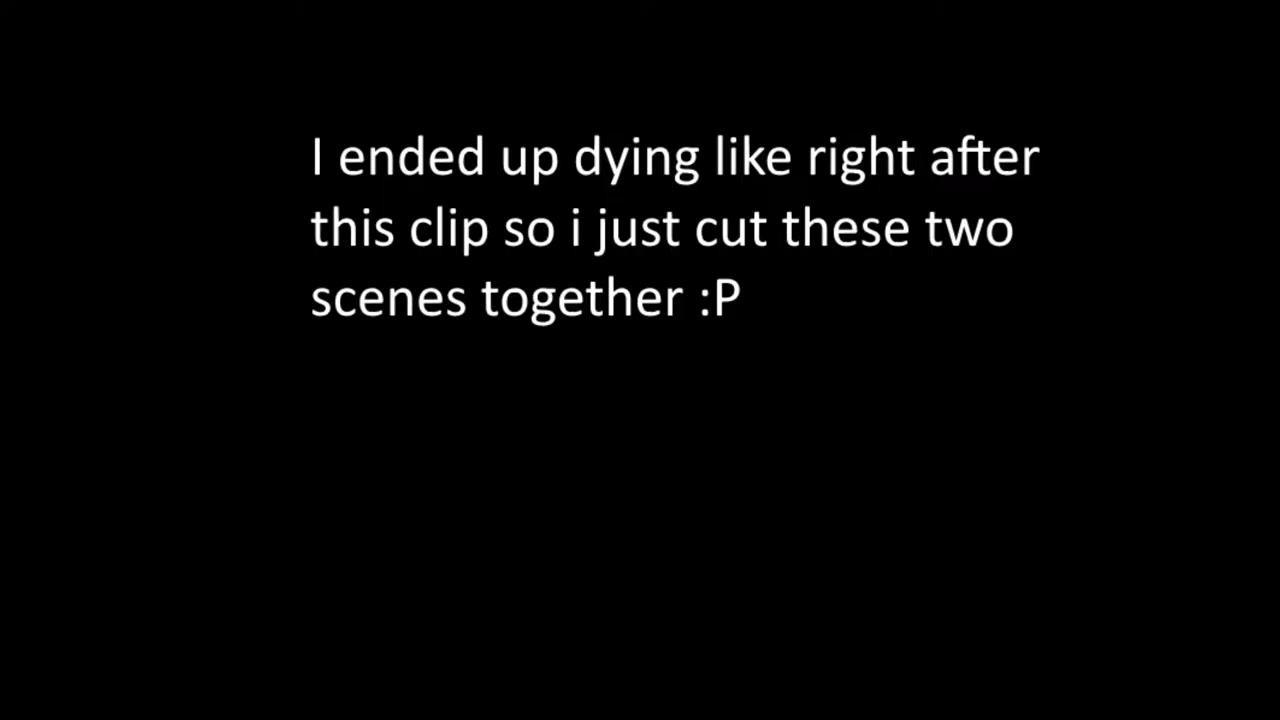 I ended up dying like right after
this clip so i just cut these two
scenes together :P